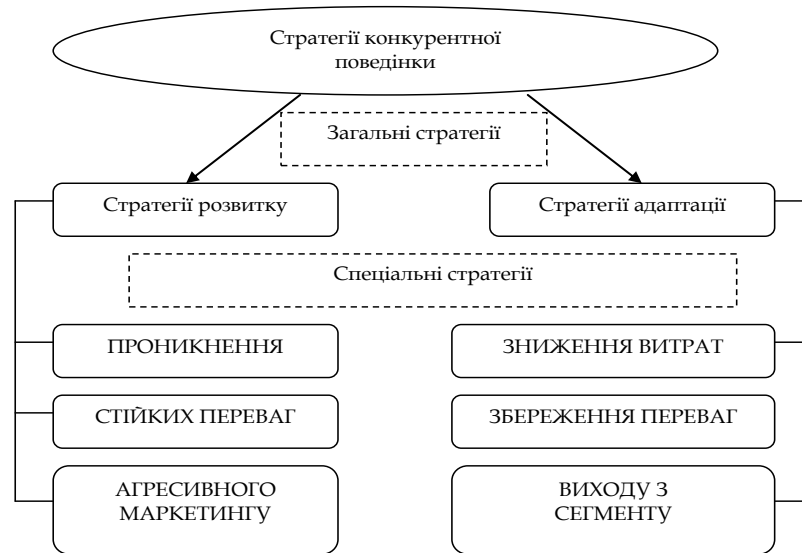 Стратегії конкурентної
поведінки
Загальні стратегії
Стратегії розвитку
Стратегії адаптації
Спеціальні стратегії
ПРОНИКНЕННЯ
ЗНИЖЕННЯ ВИТРАТ
СТІЙКИХ ПЕРЕВАГ
ЗБЕРЕЖЕННЯ ПЕРЕВАГ
АГРЕСИВНОГО
МАРКЕТИНГУ
ВИХОДУ З
СЕГМЕНТУ